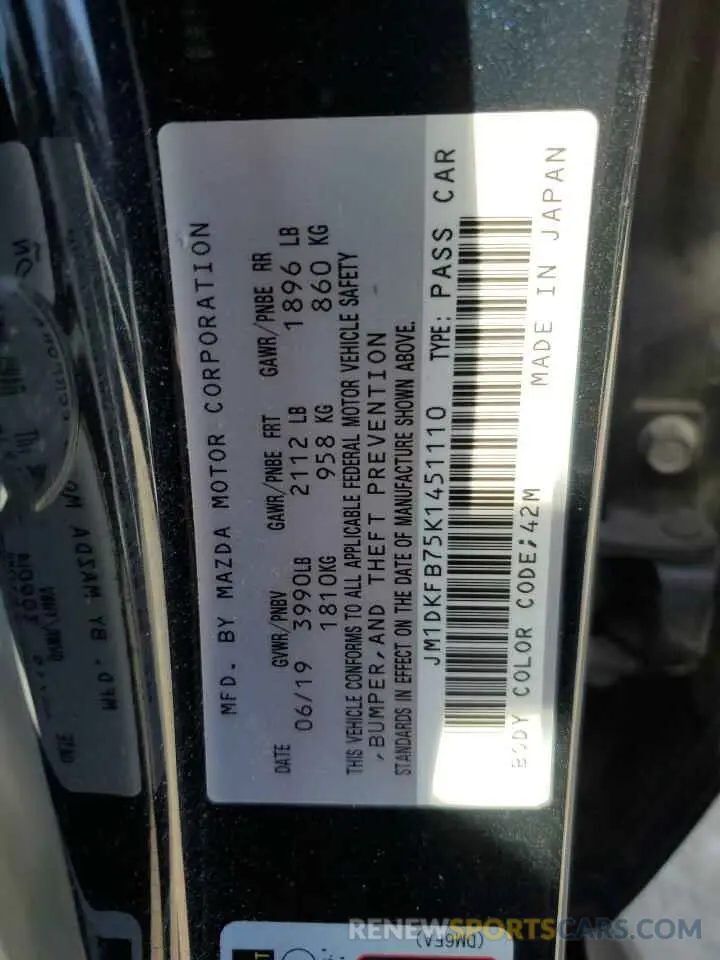 MFD. BY MAZDA MOTOR CORPORATION
DATE GVWR/PNBV GAWR/PNBE FRT GAWR/PNBE RR
06/19 3990LB 2112 LB 1896 LB
1810KG 958 KG 860 KG
THIS VEHICLE CONFORMS TO ALL APPLICABLE FEDERAL MOTOR VEHICLE SAFETY
,BUMPER,AND THEFT PREVENTION
STANDARDS IN EFFECT ON THE DATE OF MANUFACTURE SHOWN ABOVE.
JM1DKFB75K1451110 TYPE: PASS CAR
BODY COLOR CODE;42M
MADE IN JAPAN
(DM6FA)
RENEWSPORTSCARS.COM